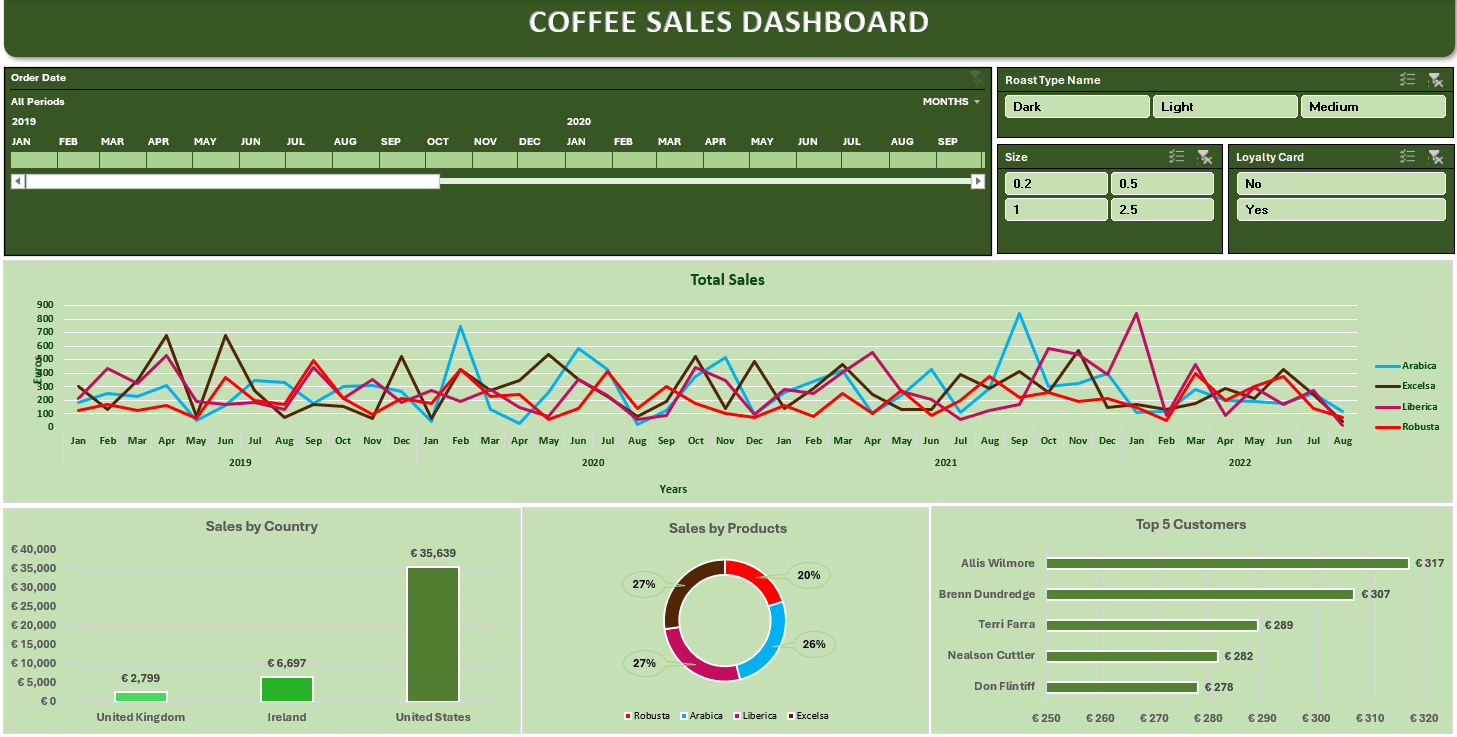 COFFEE SALES DASHBOARD
Order Date
All Periods
MONTHS
2019 2020
JAN FEB MAR APR MAY JUN JUL AUG SEP OCT NOV DEC JAN FEB MAR APR MAY JUN JUL AUG SEP
Roast Type Name
Dark Light Medium
Size
0.2 0.5
1 2.5
Loyalty Card
No
Yes
Total Sales
900
800
700
600
500
400
300
200
100
0
Euros
Jan Feb Mar Apr May Jun Jul Aug Sep Oct Nov Dec Jan Feb Mar Apr May Jun Jul Aug Sep Oct Nov Dec Jan Feb Mar Apr May Jun Jul Aug Sep Oct Nov Dec Jan Feb Mar Apr May Jun Jul Aug
2019 2020 2021 2022
Years
Arabica
Excelsa
Liberica
Robusta
Sales by Country
€ 40,000
€ 35,000
€ 30,000
€ 25,000
€ 20,000
€ 15,000
€ 10,000
€ 5,000
€ 0
€ 2,799
€ 6,697
€ 35,639
United Kingdom Ireland United States
Sales by Products
27% 20%
27% 26%
Robusta Arabica Liberica Excelsa
Top 5 Customers
Allis Wilmore € 317
Brenn Dundredge € 307
Terri Farra € 289
Nealson Cuttler € 282
Don Flintiff € 278
€ 250 € 260 € 270 € 280 € 290 € 300 € 310 € 320